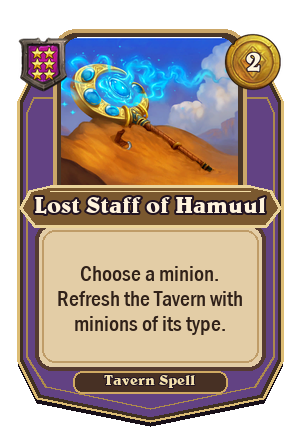 2
Lost Staff of Hamuul
Choose a minion.
Refresh the Tavern with
minions of its type.
Tavern Spell